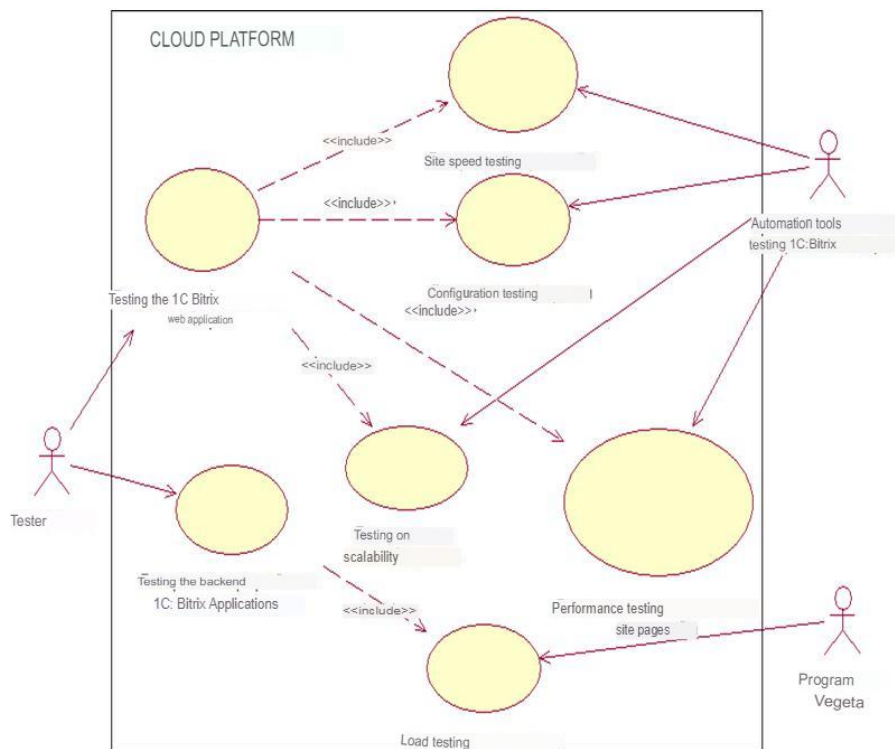 CLOUD PLATFORM
<<include>>
Site speed testing
<<include>>
Automation tools
testing 1C:Bitrix
Testing the 1C Bitrix
web application
Configuration testing
<<include>>
<<include>>
Tester
Testing on
scalability
Testing the backend
1C: Bitrix Applications
<<include>>
Performance testing
site pages
Program
Vegeta
Load testing